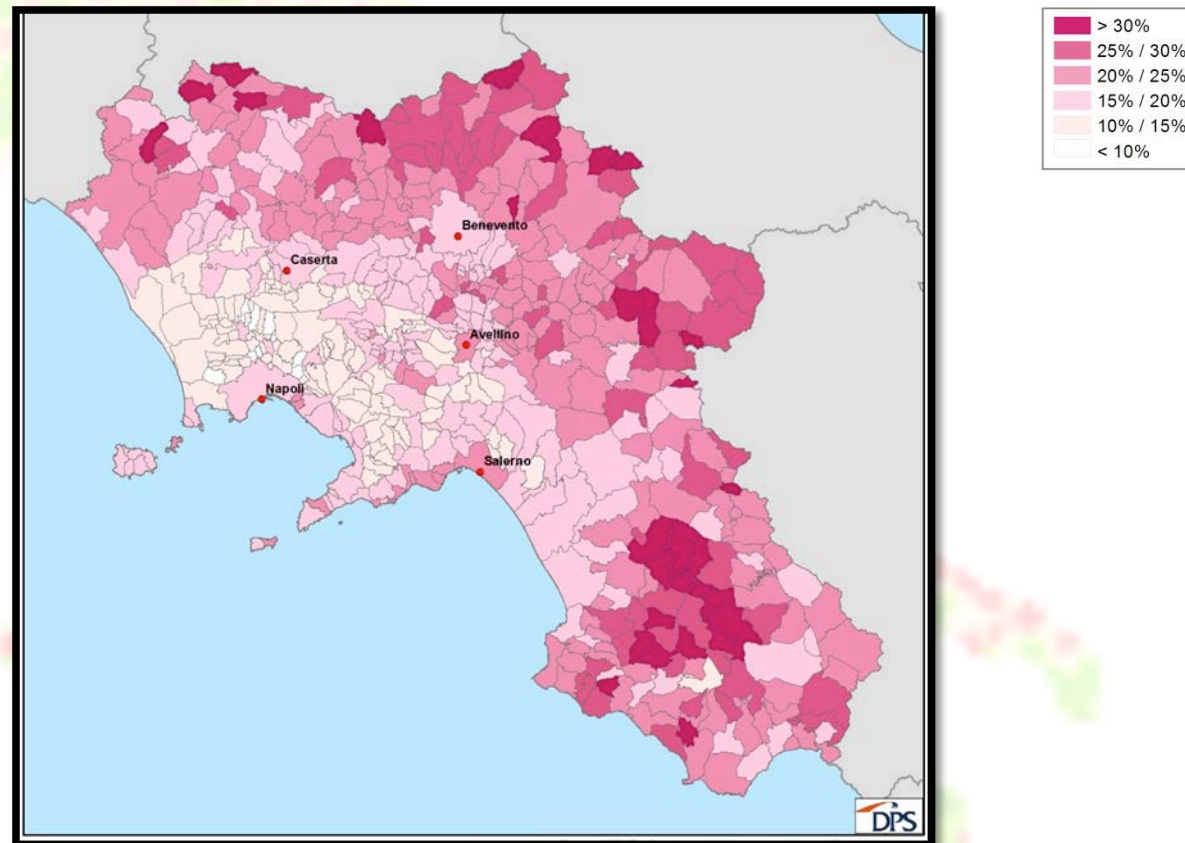 > 30%
25% / 30%
20% / 25%
15% / 20%
10% / 15%
< 10%
Benevento
Caserta
Avellino
Napoli
Salerno
DPS